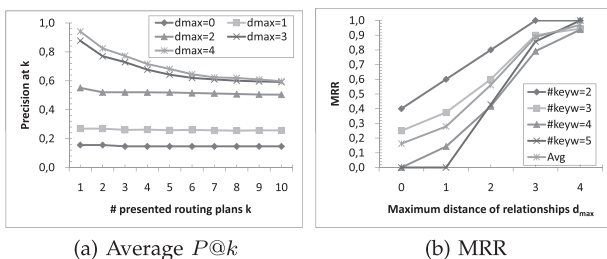 1,0
0,8
0,6
0,4
0,2
0,0
Precision at k
dmax=0 dmax=1
dmax=2 dmax=3
dmax=4
1 2 3 4 5 6 7 8 9 10
# presented routing plans k
(a) Average P@k
1,0
0,9
0,8
0,7
0,6
0,5
0,4
0,3
0,2
0,1
0,0
MRR
#keyw=2
#keyw=3
#keyw=4
#keyw=5
Avg
0 1 2 3 4
Maximum distance of relationships dmax
(b) MRR